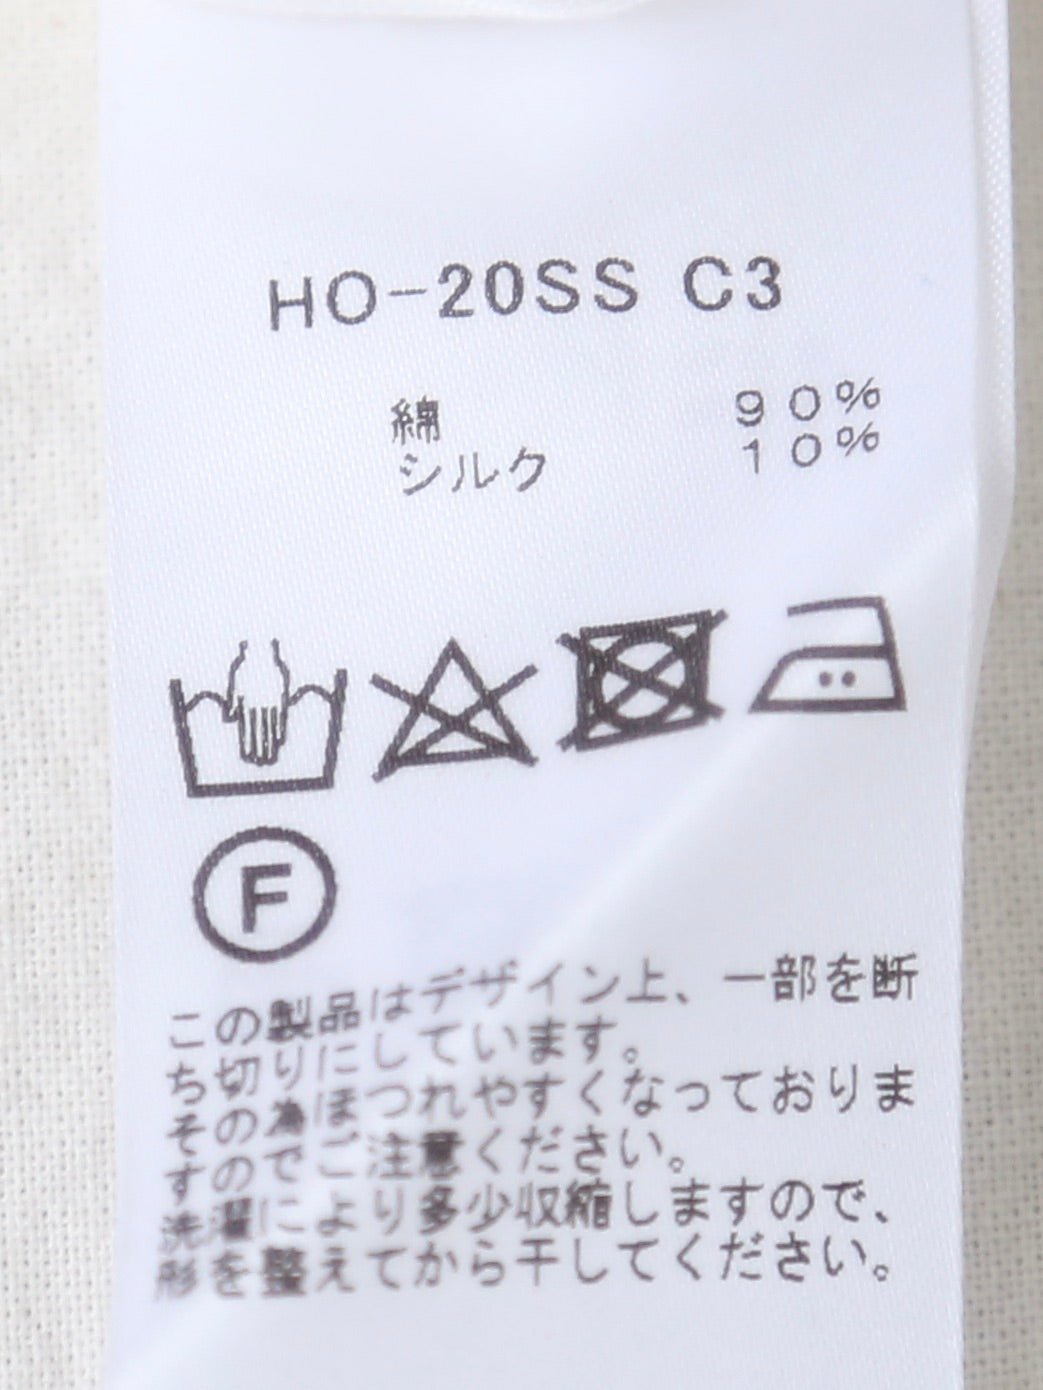 HO-20SS C3
綿 90%
シルク 10%
F
この製品はデザイン上、一部を断
ち切りにしています。
その為ほつれやすくなっておりま
すのでご注意ください。
洗濯により多少収縮しますので、
形を整えてから干してください。